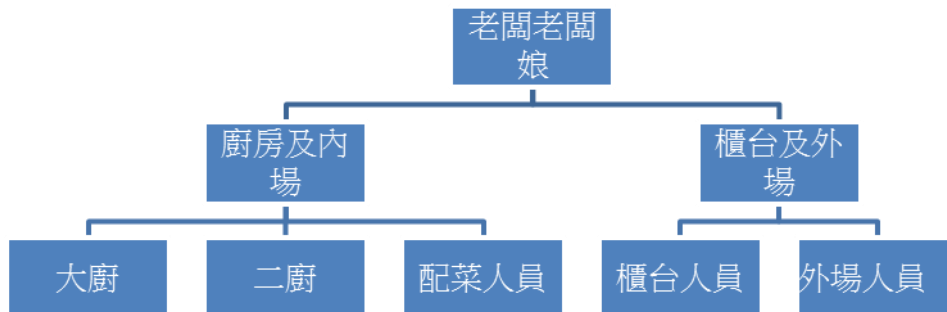 老闆老闆
娘
廚房及內
場
櫃台及外
場
大廚
二廚
配菜人員
櫃台人員
外場人員